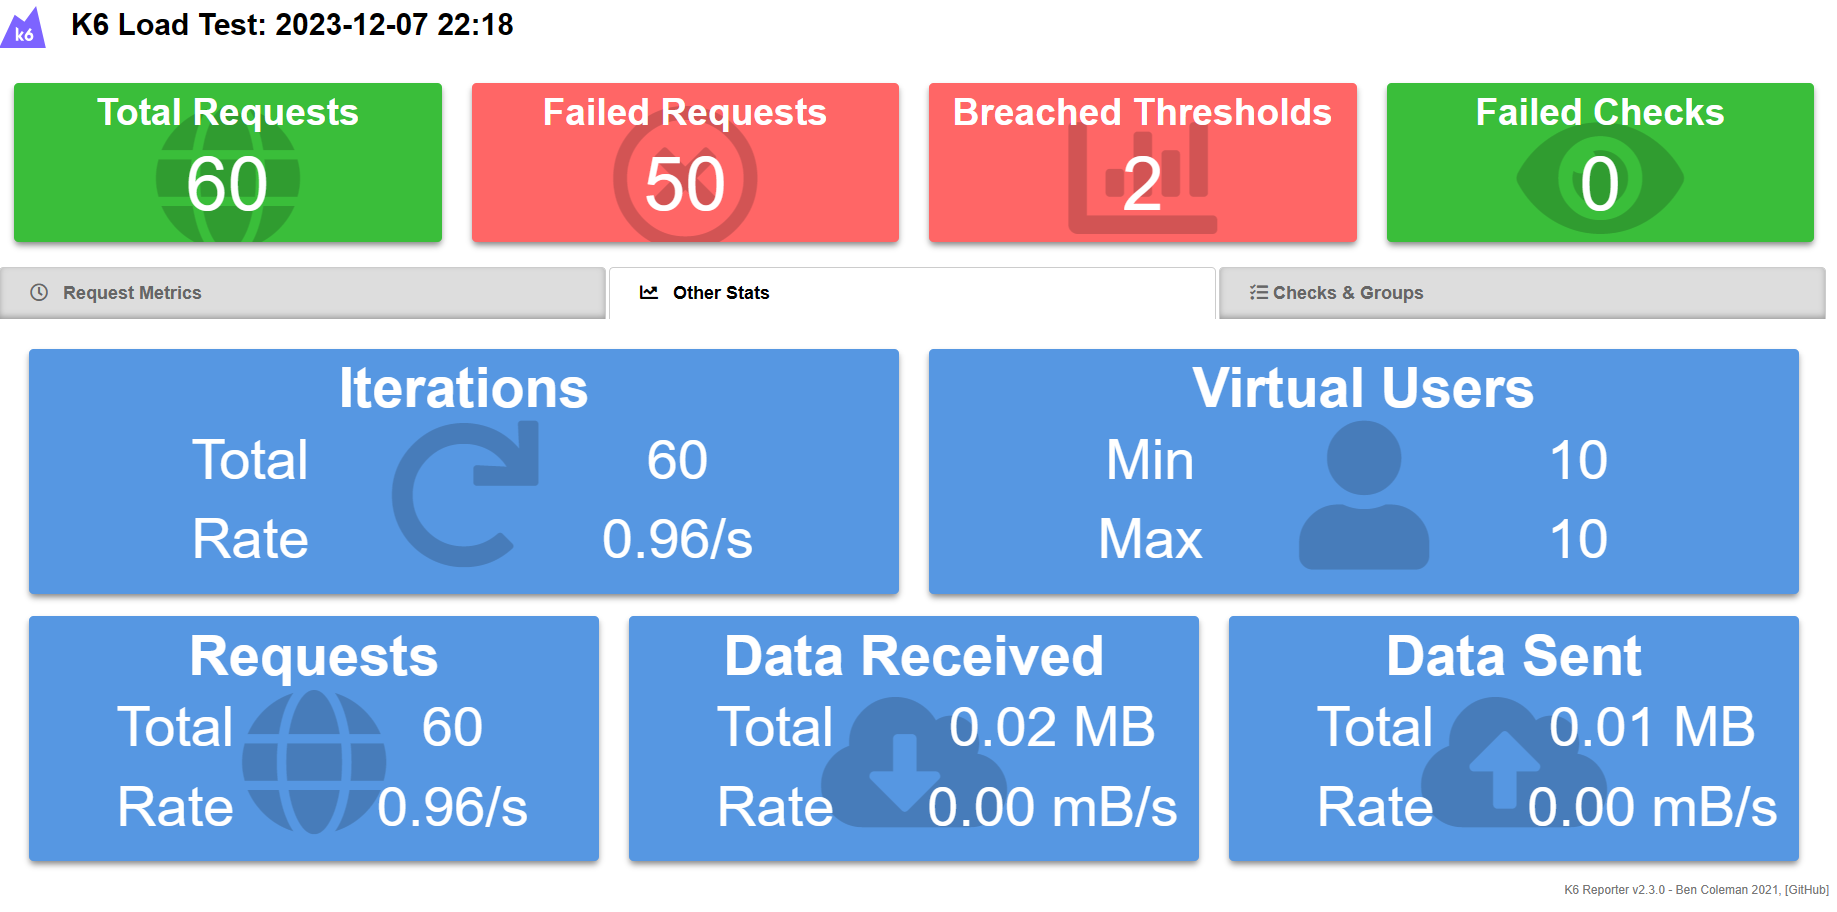 k6
K6 Load Test: 2023-12-07 22:18
Total Requests
60
Failed Requests
50
Breached Thresholds
2
Failed Checks
0
Request Metrics
Other Stats
Checks & Groups
Iterations
Total 60
Rate 0.96/s
Virtual Users
Min 10
Max 10
Requests
Total 60
Rate 0.96/s
Data Received
Total 0.02 MB
Rate 0.00 mB/s
Data Sent
Total 0.01 MB
Rate 0.00 mB/s
K6 Reporter v2.3.0 - Ben Coleman 2021, [GitHub]